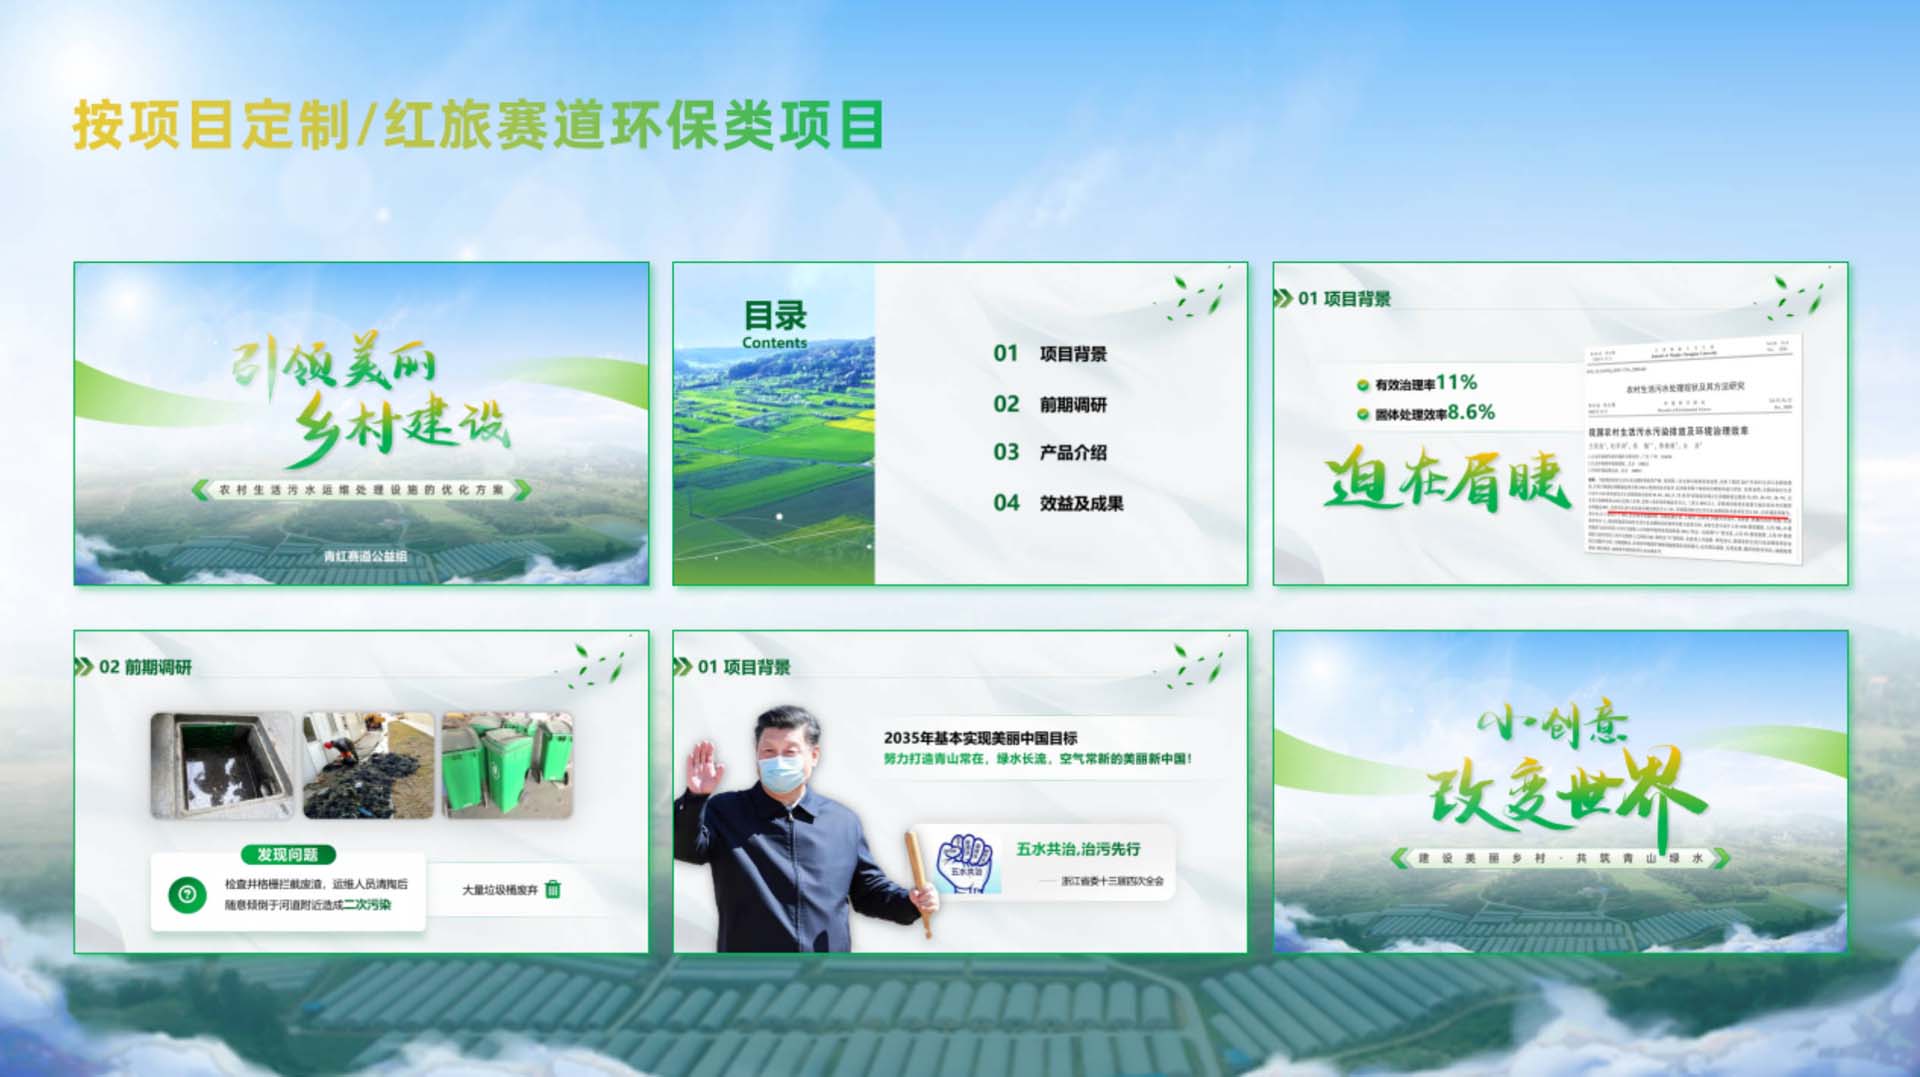 按项目定制/红旅赛道环保类项目
引领美丽
乡村建设
农村生活污水运维处理设施的优化方案
青红赛道公益组
目录
Contents
01 项目背景
02 前期调研
03 产品介绍
04 效益及成果
01 项目背景
有效治理率11%
固体处理效率8.6%
迫在眉睫
农村生活污水处理现状及其方法研究
我国农村生活污水污染排放及环境治理效率
02 前期调研
发现问题
检查井格栅拦截废渣，运维人员清掏后
随意倾倒于河道附近造成二次污染
大量垃圾桶废弃
01 项目背景
2035年基本实现美丽中国目标
努力打造青山常在，绿水长流，空气常新的美丽新中国！
五水共治
五水共治,治污先行
——浙江省委十三届四次全会
小创意
改变世界
建设美丽乡村·共筑青山绿水